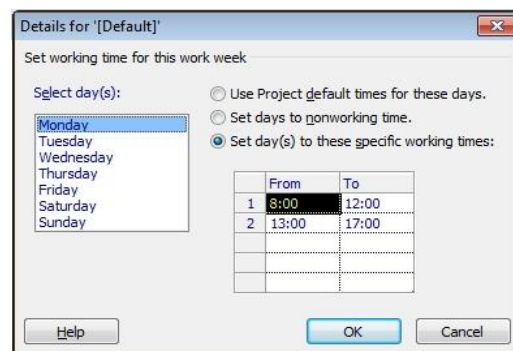 Details for '[Default]'
Set working time for this work week
Select day(s):
Monday
Tuesday
Wednesday
Thursday
Friday
Saturday
Sunday
Use Project default times for these days.
Set days to nonworking time.
Set day(s) to these specific working times:
From To
1 8:00 12:00
2 13:00 17:00
Help OK Cancel